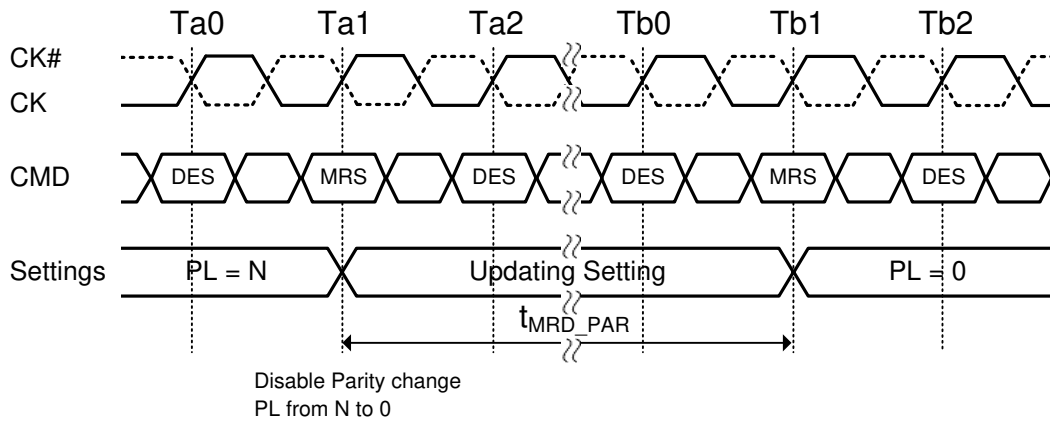 Ta0 Ta1 Ta2 Tb0 Tb1 Tb2
CK#
CK
CMD DES MRS DES DES MRS DES
Settings PL = N Updating Setting PL = 0
tMRD_PAR
Disable Parity change
PL from N to 0